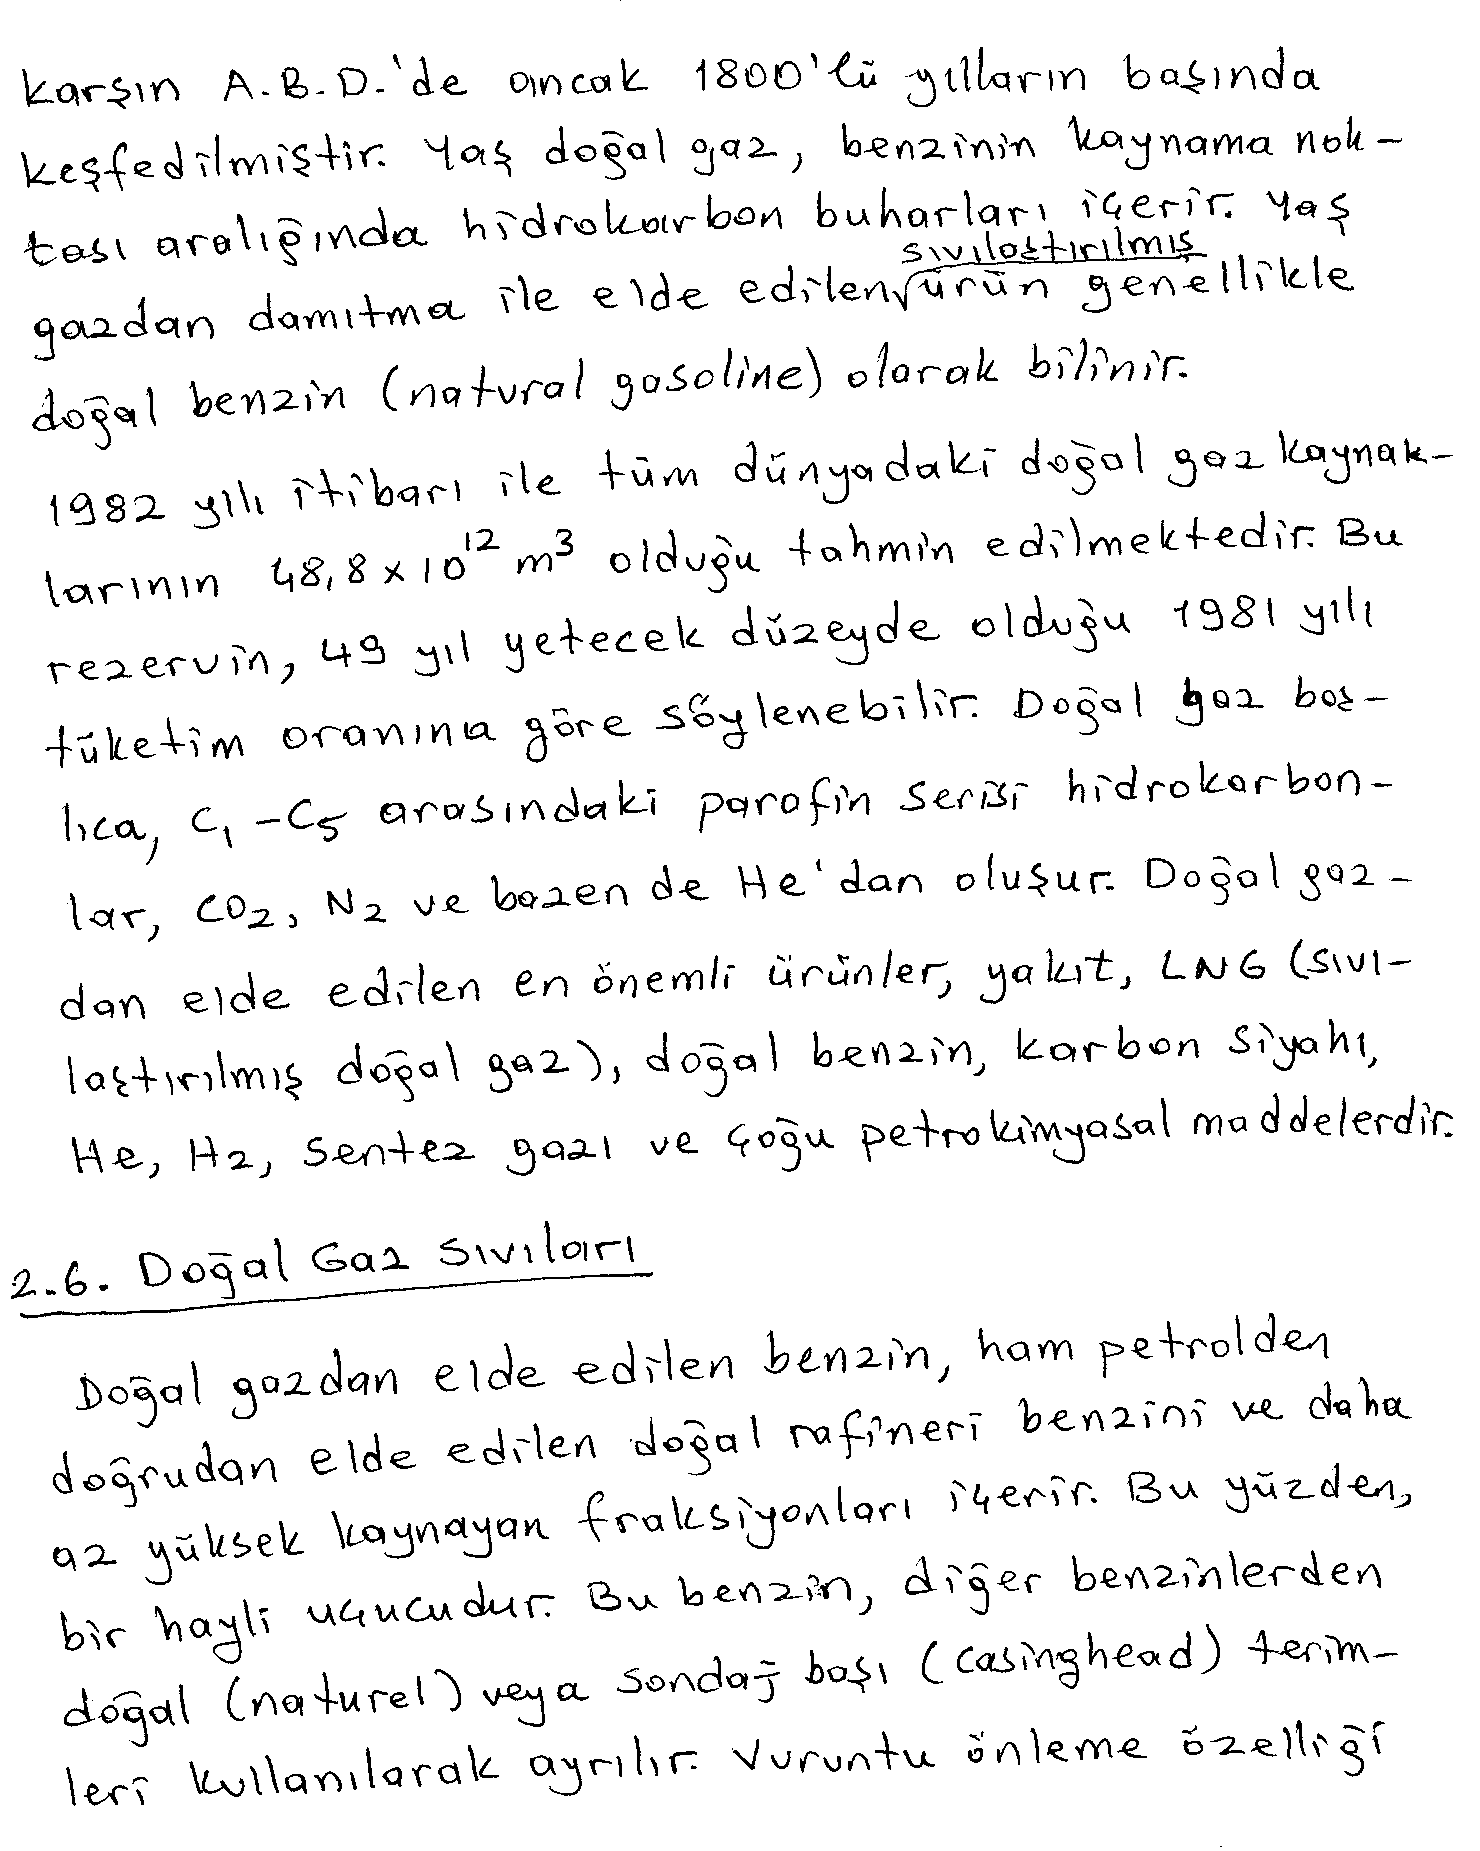 karşın A.B.D.'de ancak 1800'lü yılların başında
keşfedilmiştir. Yaş doğal gaz, benzinin kaynama nok-
tası aralığında hidrokarbon buharları içerir. Yaş
sıvılaştırılmış
gazdan damıtma ile elde edilen√ürün genellikle
doğal benzin (natural gasoline) olarak bilinir.
1982 yılı itibarı ile tüm dünyadaki doğal gaz kaynak-
larının 48,8 x 10¹² m³ olduğu tahmin edilmektedir. Bu
rezervin, 49 yıl yetecek düzeyde olduğu 1981 yılı
tüketim oranına göre söylenebilir. Doğal gaz baş-
lıca, C₁-C₅ arasındaki parafin serisi hidrokarbon-
lar, CO₂, N₂ ve bazen de He'dan oluşur. Doğal gaz-
dan elde edilen en önemli ürünler, yakıt, LNG (sıvı-
laştırılmış doğal gaz), doğal benzin, karbon siyahı,
He, H₂, sentez gazı ve çoğu petrokimyasal maddelerdir.
2.6. Doğal Gaz Sıvıları
Doğal gazdan elde edilen benzin, ham petrolden
doğrudan elde edilen doğal rafineri benzini ve daha
az yüksek kaynayan fraksiyonları içerir. Bu yüzden,
bir hayli uçucudur. Bu benzin, diğer benzinlerden
doğal (naturel) veya sondaj başı (casinghead) terim-
leri kullanılarak ayrılır. Vuruntu önleme özelliği